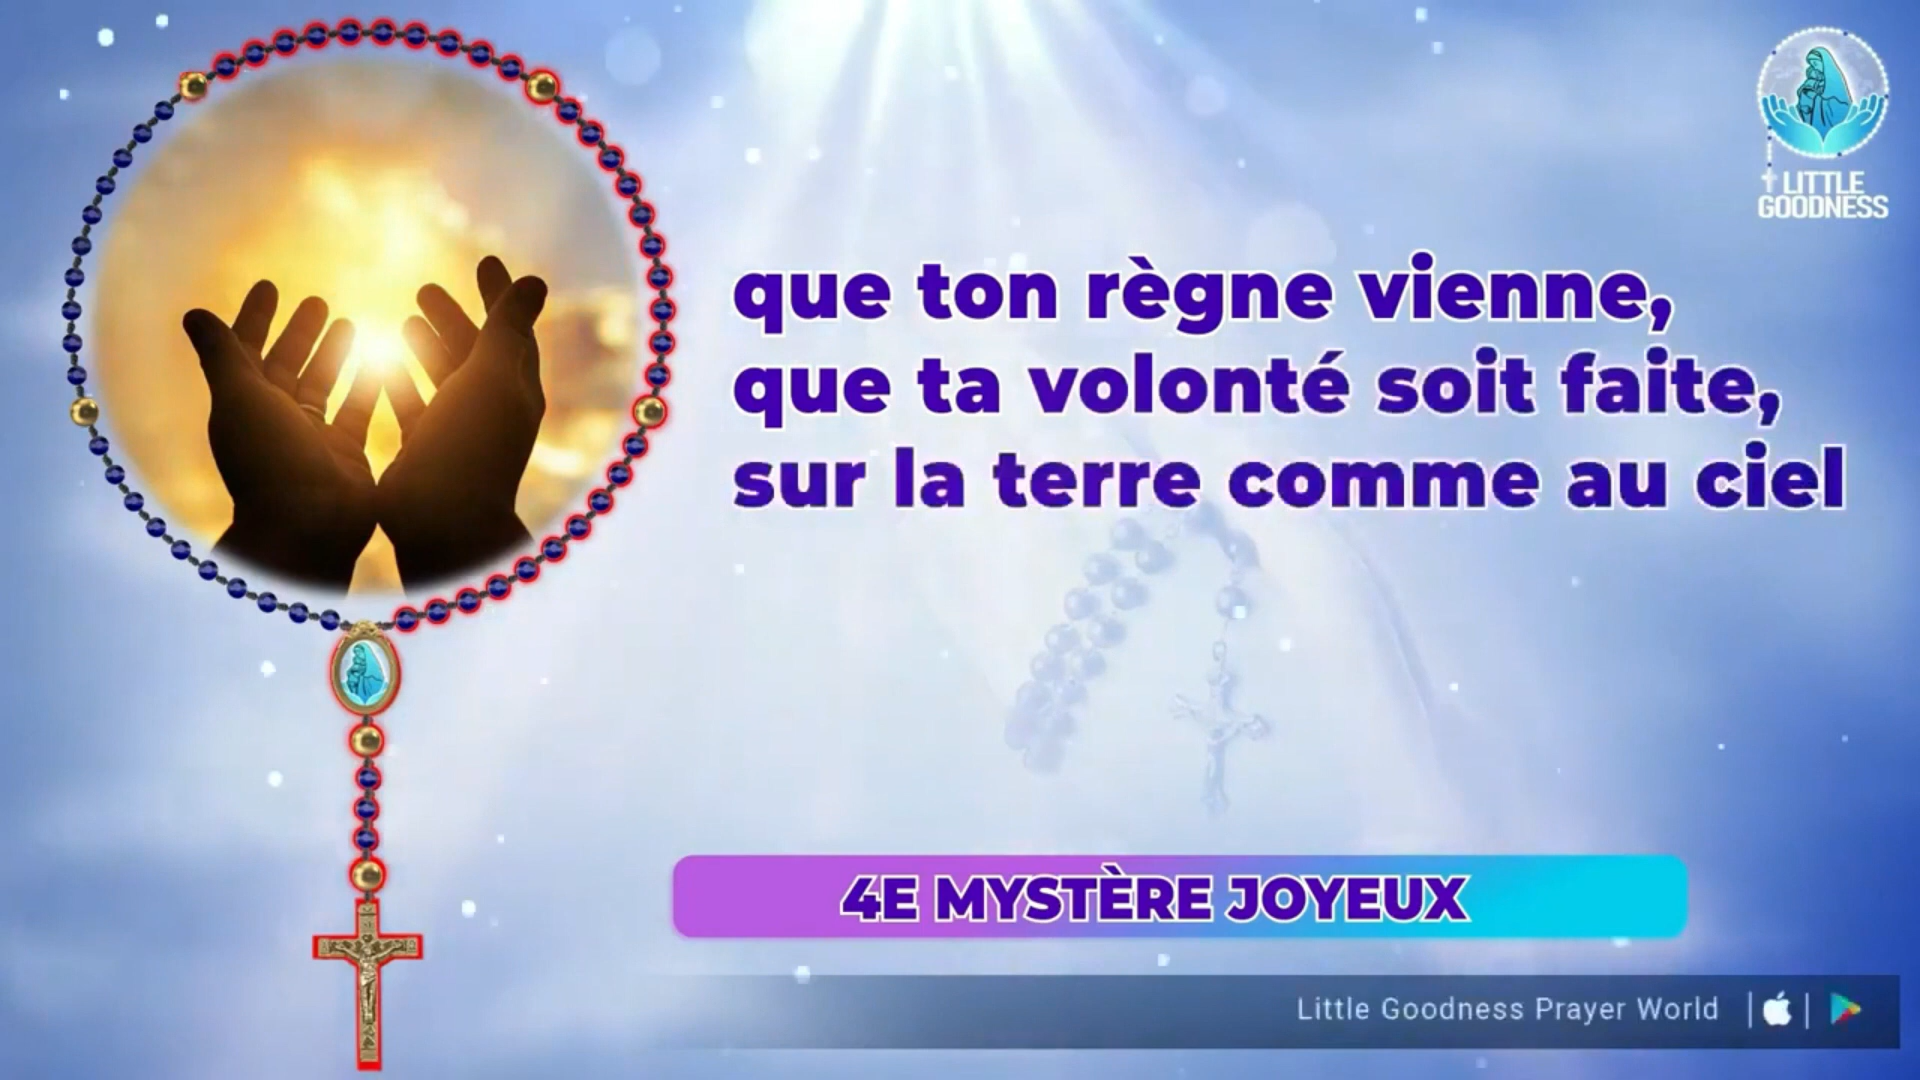 LITTLE
GOODNESS
que ton règne vienne,
que ta volonté soit faite,
sur la terre comme au ciel
4E MYSTÈRE JOYEUX
Little Goodness Prayer World